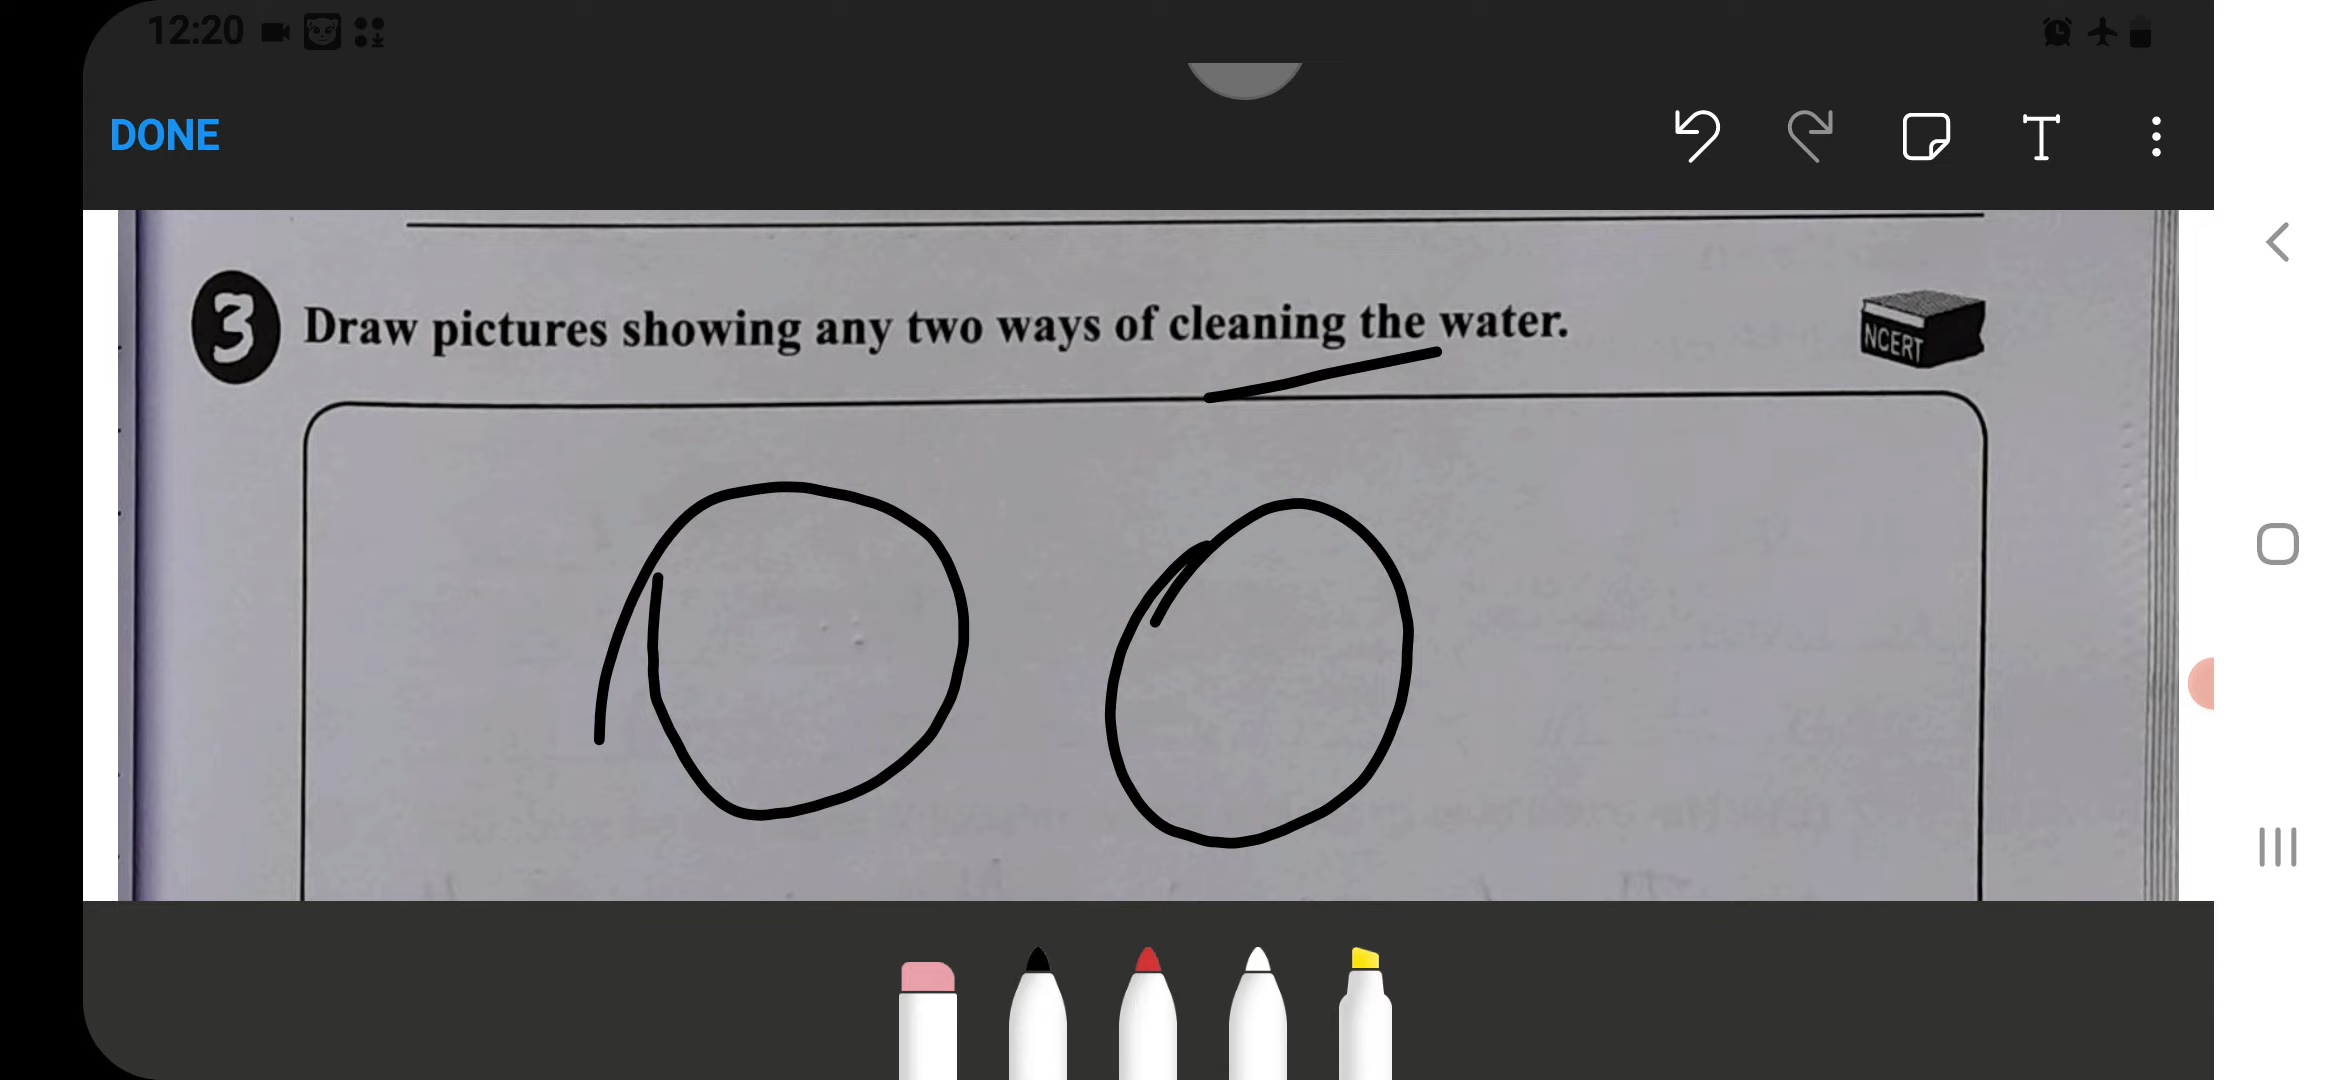 12:20
DONE
T
3 Draw pictures showing any two ways of cleaning the water.
NCERT